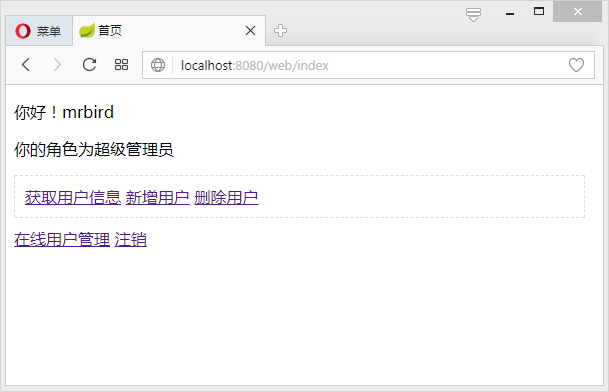 菜单 首页
localhost:8080/web/index
你好！mrbird
你的角色为超级管理员
获取用户信息 新增用户 删除用户
在线用户管理 注销